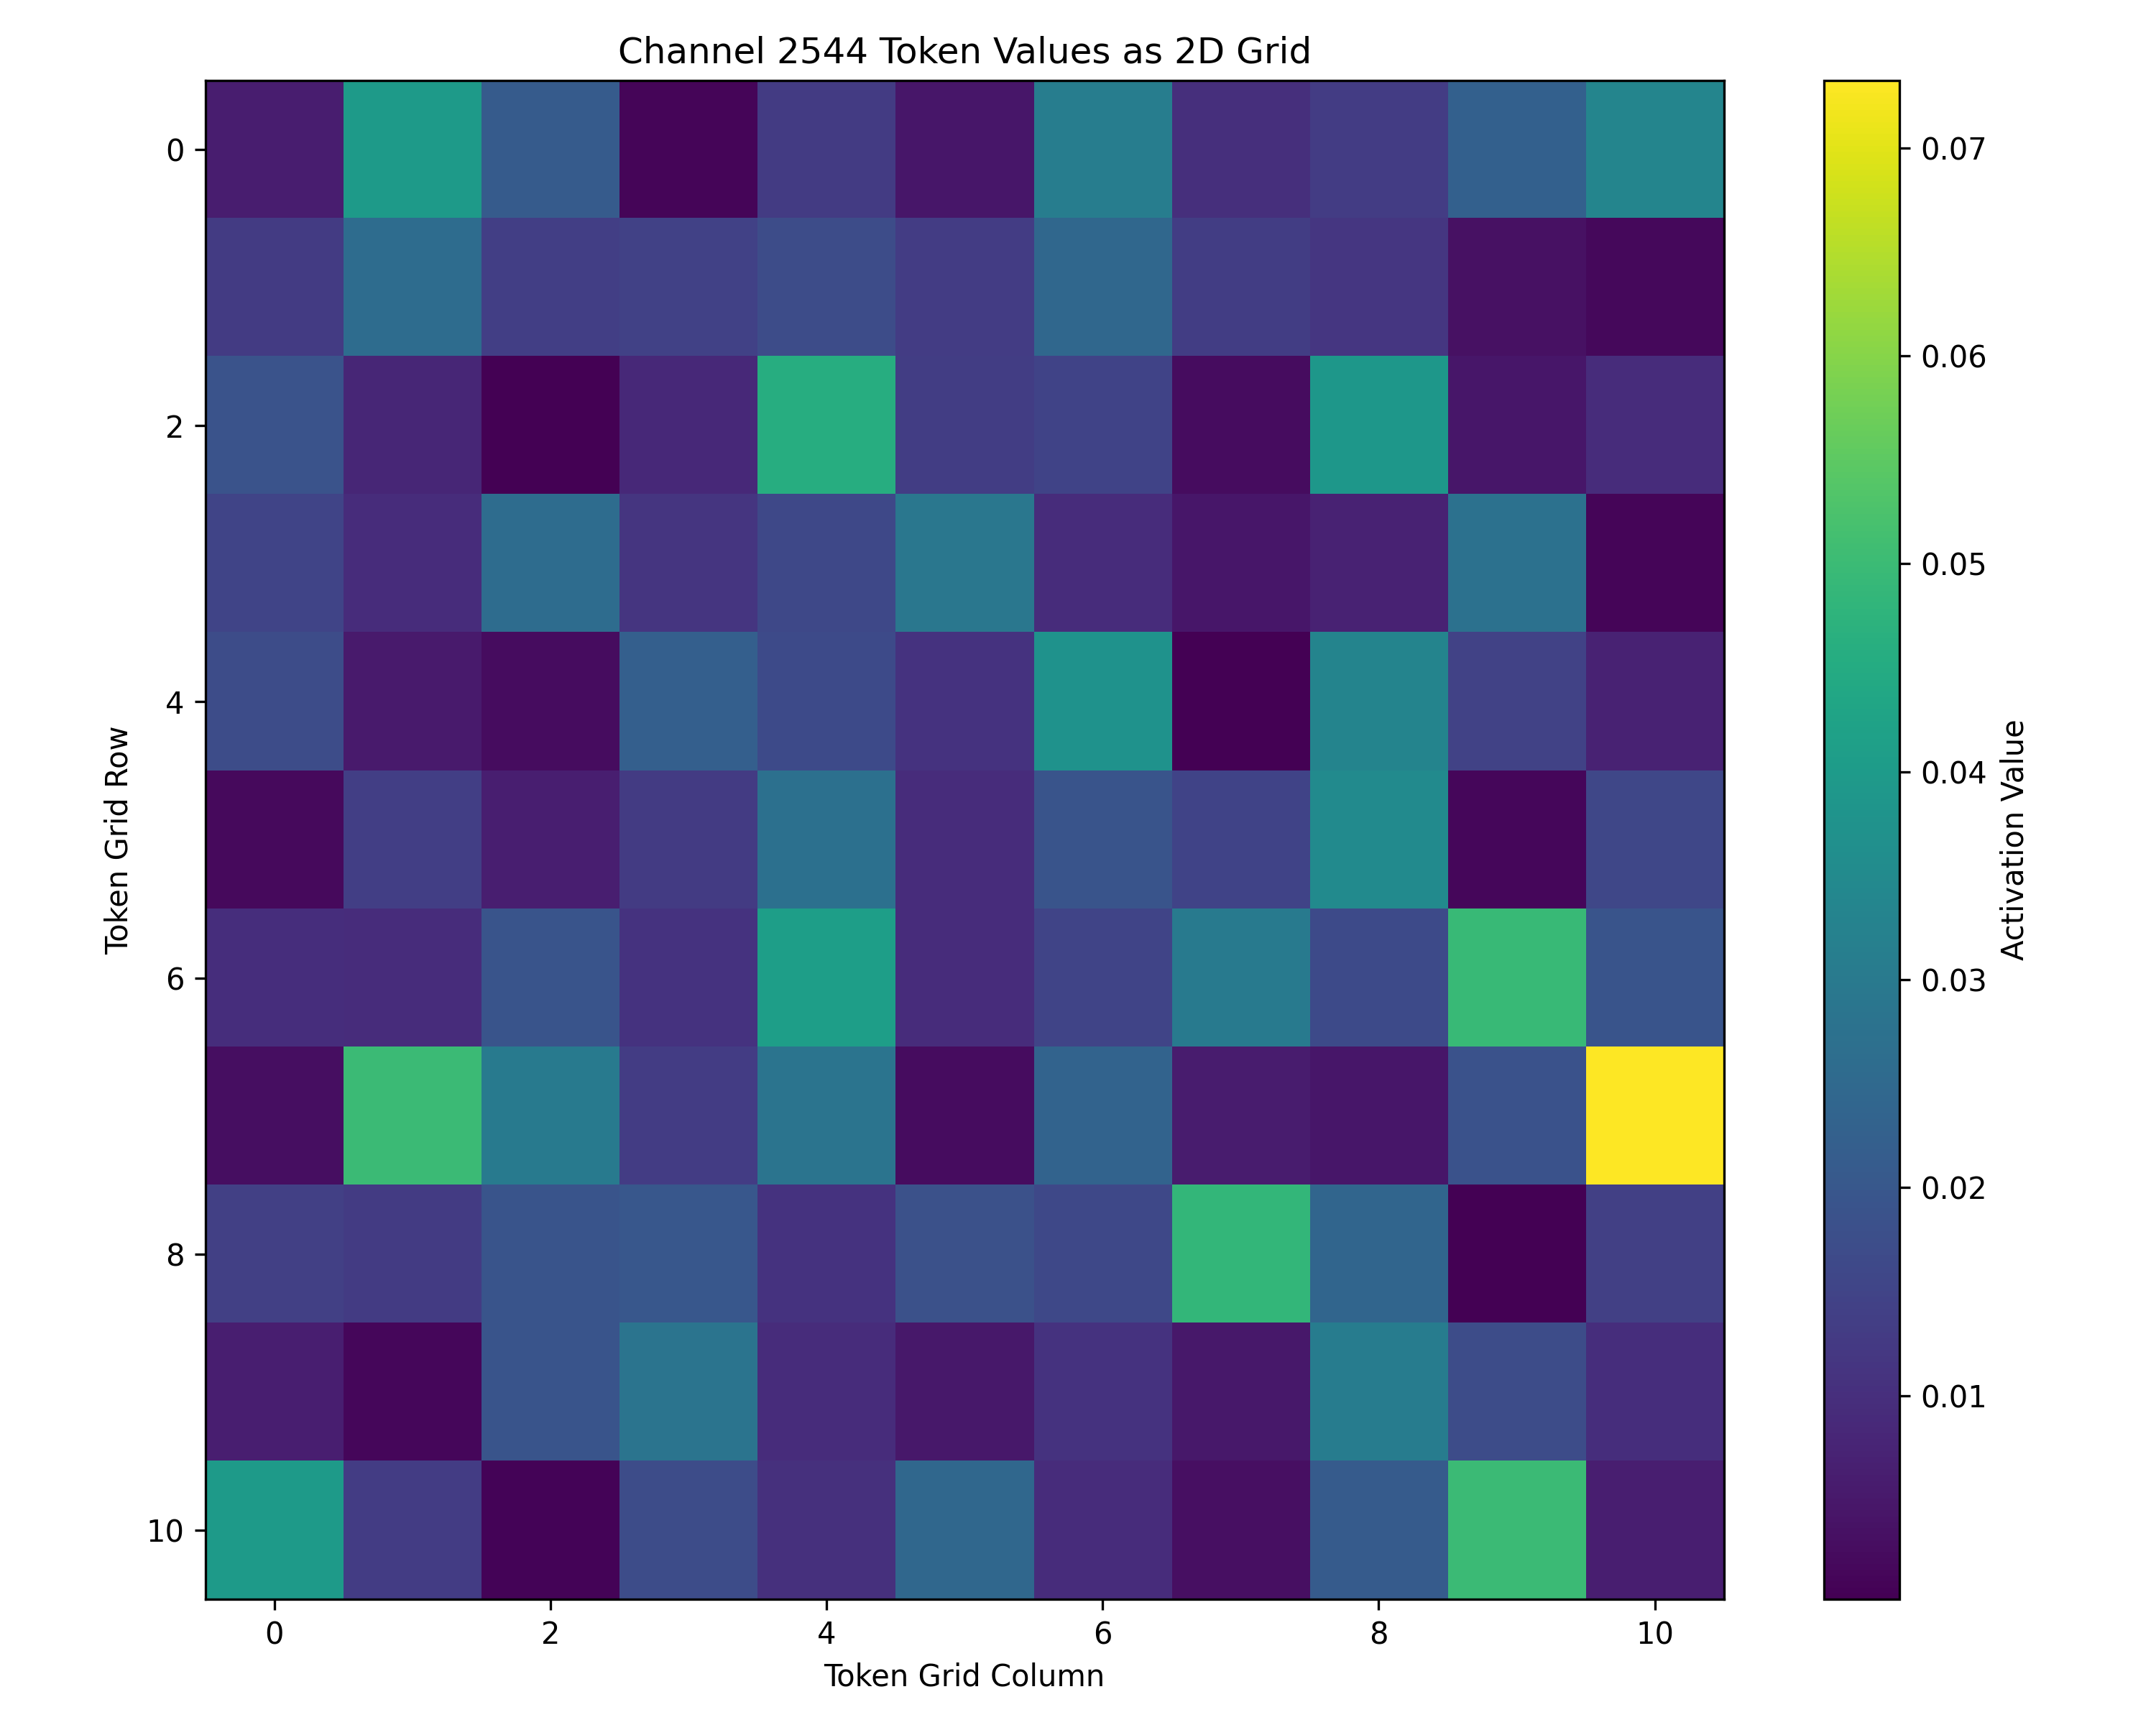 Channel 2544 Token Values as 2D Grid
0
2
4
6
8
10
Token Grid Row
0 2 4 6 8 10
Token Grid Column
0.07
0.06
0.05
0.04
0.03
0.02
0.01
Activation Value